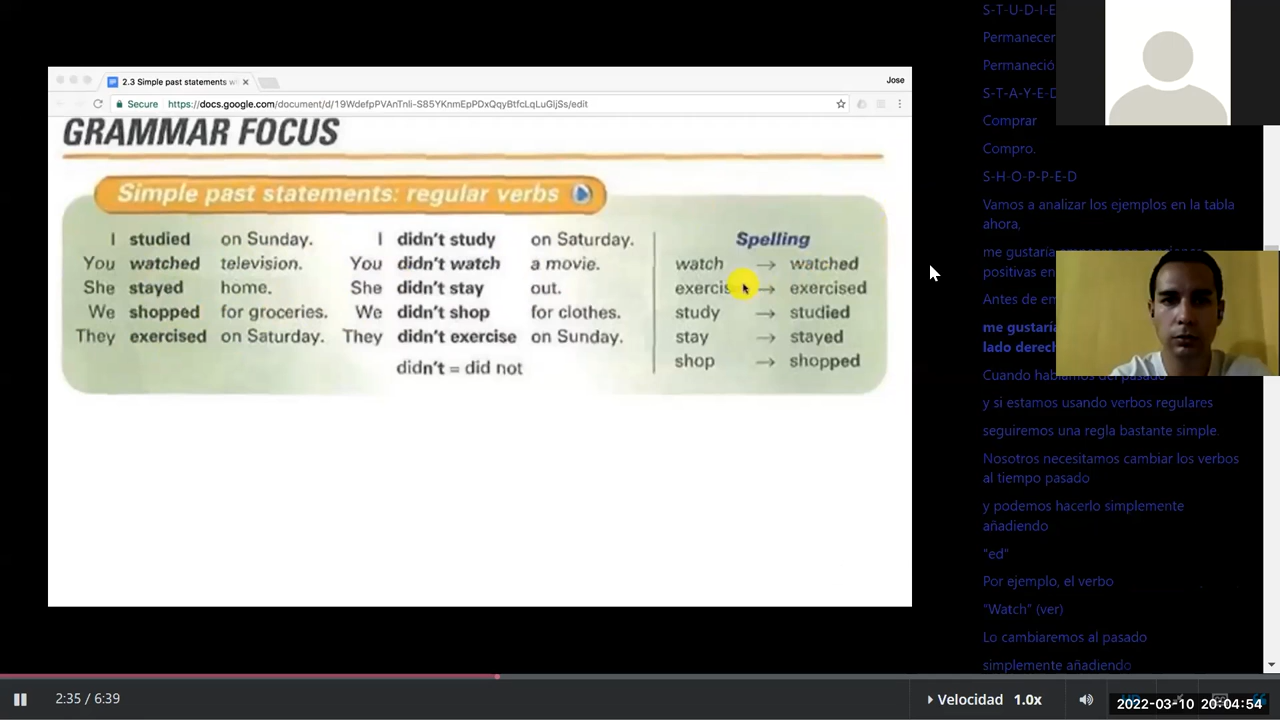 2.3 Simple past statements w
Jose
Secure https://docs.google.com/document/d/19WdefpPVAnTnli-S85YKnmEpPDxQqyBtfcLqLuGljSs/edit
GRAMMAR FOCUS
Simple past statements: regular verbs
I studied on Sunday. I didn't study on Saturday. Spelling
You watched television. You didn't watch a movie. watch → watched
She stayed home. She didn't stay out. exercis → exercised
We shopped for groceries. We didn't shop for clothes. study → studied
They exercised on Saturday. They didn't exercise on Sunday. stay → stayed
didn't = did not shop → shopped
S-T-U-D-I-E
Permanecer
Permaneció
S-T-A-Y-E-D
Comprar
Compro.
S-H-O-P-P-E-D
Vamos a analizar los ejemplos en la tabla
ahora,
me gustaría
positivas en
Antes de em
me gustaría
lado derech
Cuando hablamos del pasado
y si estamos usando verbos regulares
seguiremos una regla bastante simple.
Nosotros necesitamos cambiar los verbos
al tiempo pasado
y podemos hacerlo simplemente
añadiendo
"ed"
Por ejemplo, el verbo
"Watch" (ver)
Lo cambiaremos al pasado
simplemente añadiendo
2:35 / 6:39
Velocidad 1.0x
2022-03-10 20:04:54